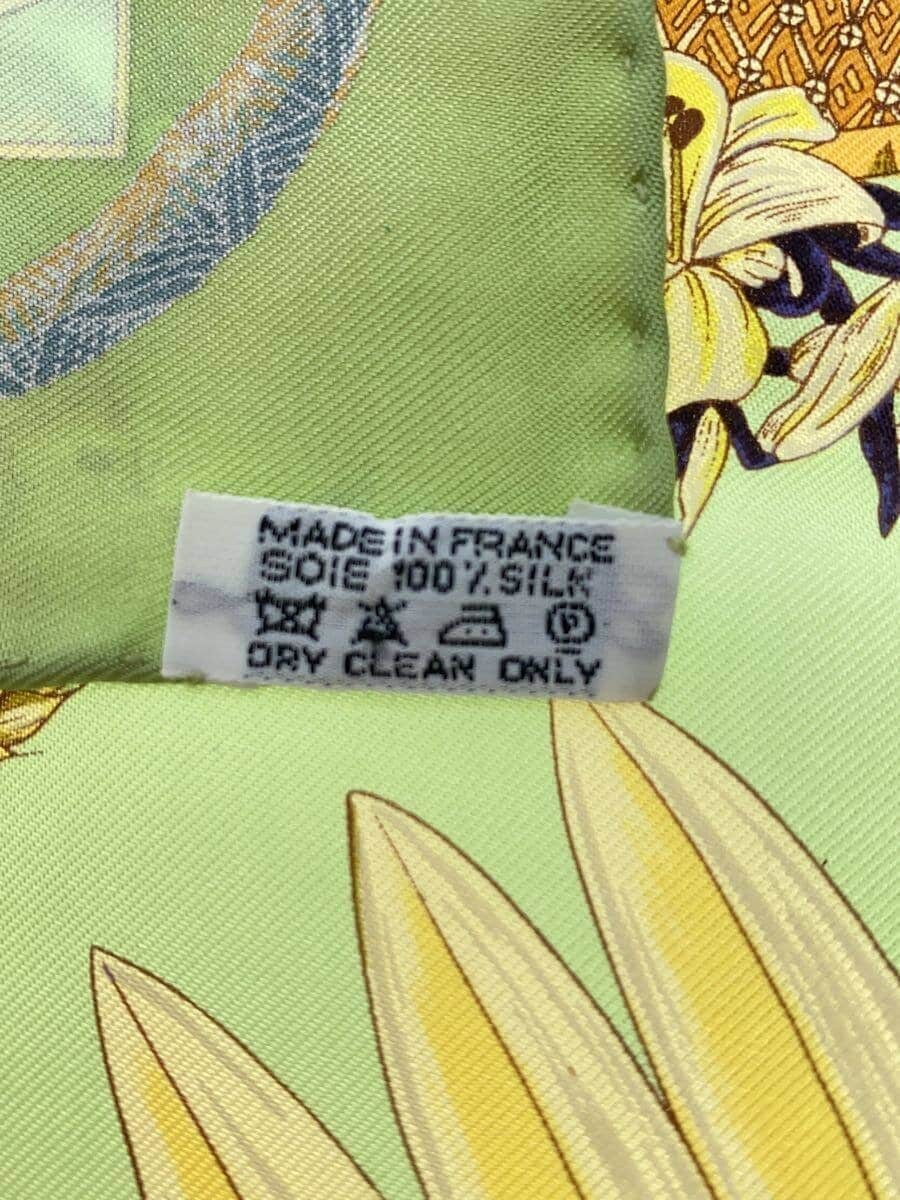 MADE IN FRANCE
SOIE 100% SILK
P
DRY CLEAN ONLY